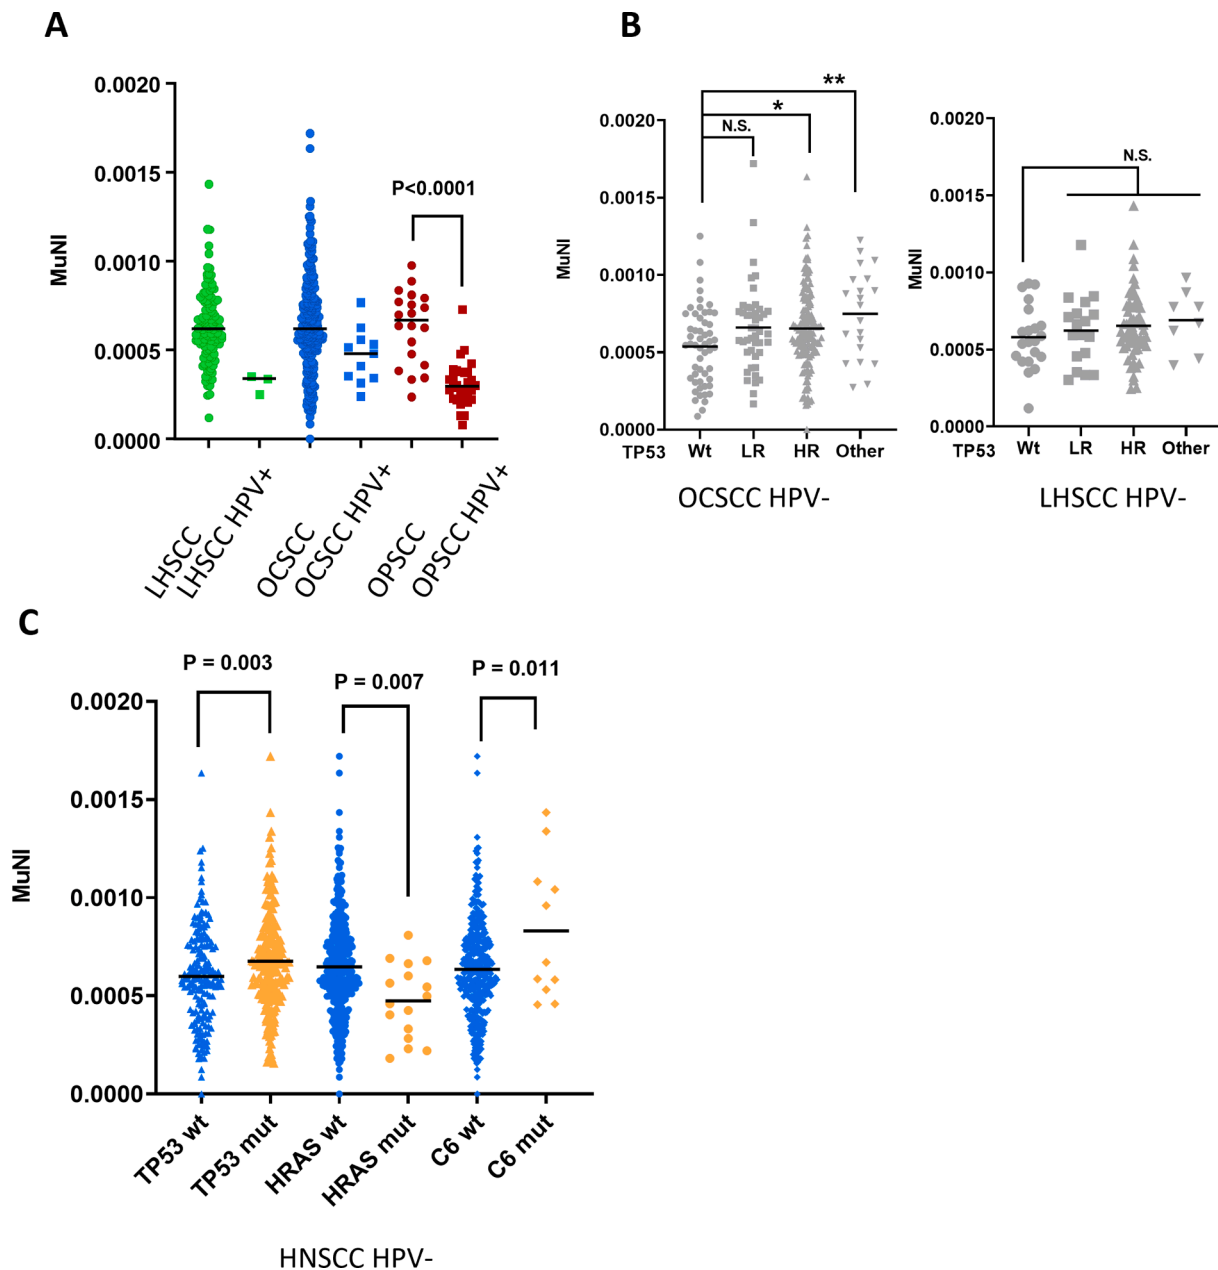 A
0.0020
0.0015
0.0010
0.0005
0.0000
MuNI
P<0.0001
LHSCC
LHSCC HPV+
OCSCC
OCSCC HPV+
OPSCC
OPSCC HPV+
B
0.0020
0.0015
0.0010
0.0005
0.0000
MuNI
N.S.
*
**
TP53 Wt LR HR Other
OCSCC HPV-
0.0020
0.0015
0.0010
0.0005
0.0000
MuNI
N.S.
TP53 Wt LR HR Other
LHSCC HPV-
C
P = 0.003
P = 0.007
P = 0.011
0.0020
0.0015
0.0010
0.0005
0.0000
MuNI
TP53 wt
TP53 mut
HRAS wt
HRAS mut
C6 wt
C6 mut
HNSCC HPV-